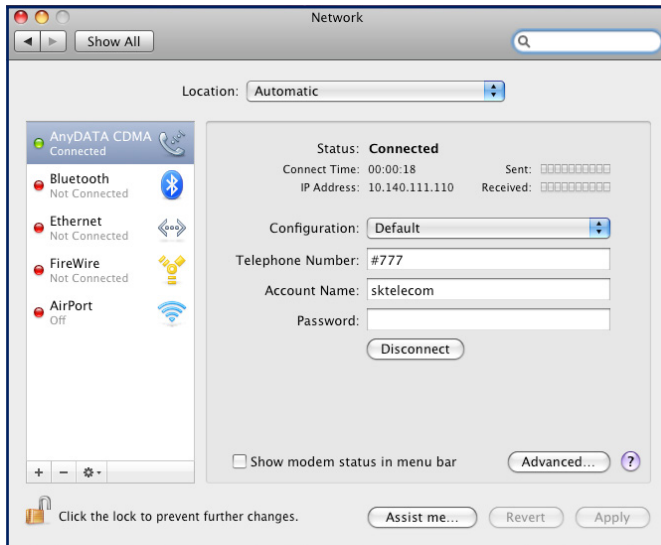 Network
Show All
Location: Automatic
AnyDATA CDMA
Connected
Bluetooth
Not Connected
Ethernet
Not Connected
FireWire
Not Connected
AirPort
Off
Status: Connected
Connect Time: 00:00:18 Sent:
IP Address: 10.140.111.110 Received:
Configuration: Default
Telephone Number: #777
Account Name: sktelecom
Password:
Disconnect
Show modem status in menu bar
Advanced... ?
Click the lock to prevent further changes.
Assist me... Revert Apply